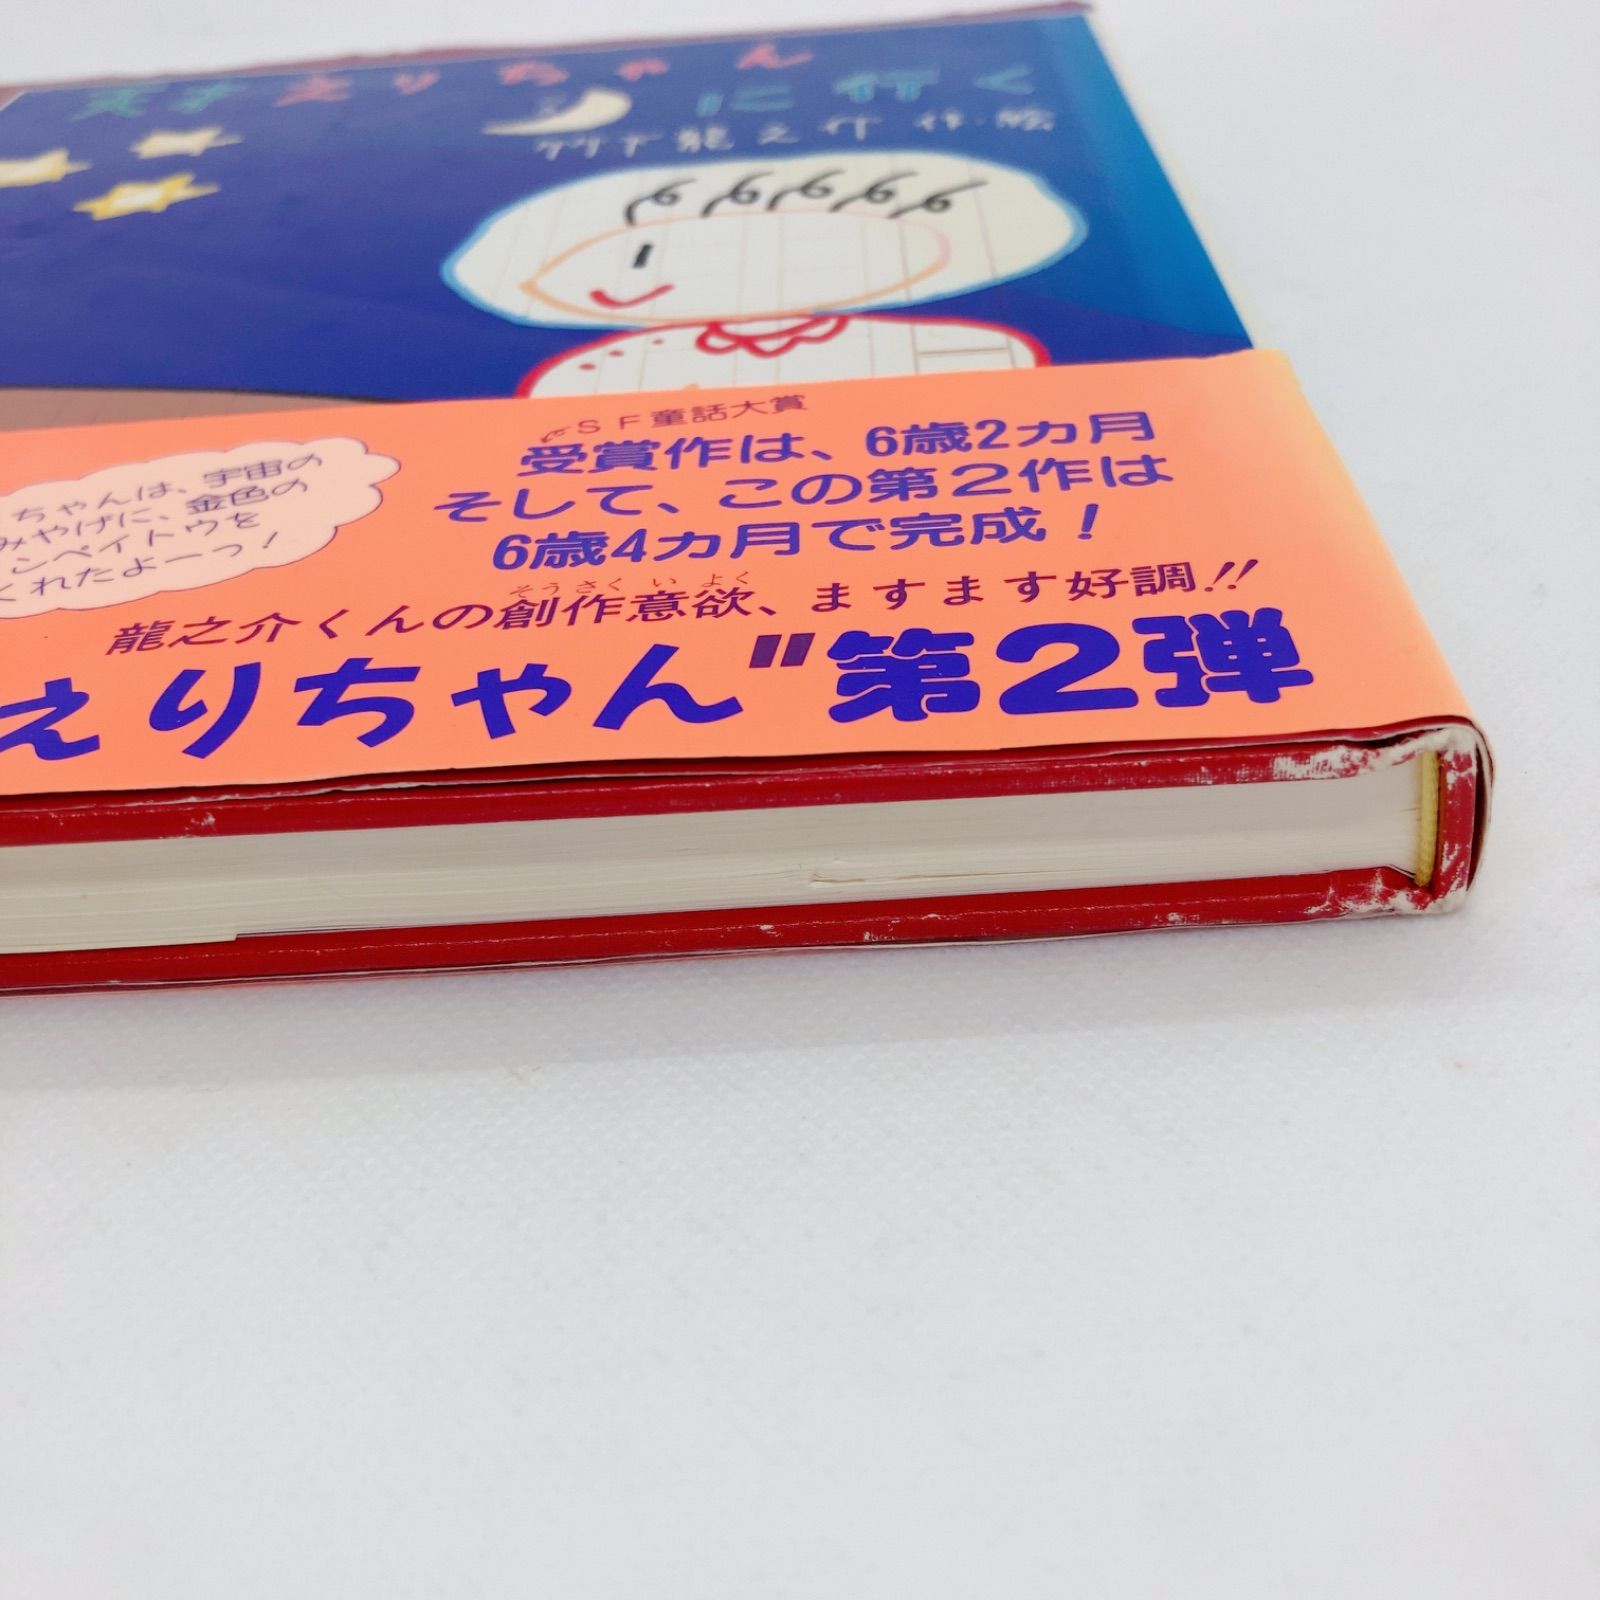 天才えりちゃん
月に行く
竹下龍之介 作・絵
SF童話大賞
受賞作は、6歳2カ月
そして、この第2作は
6歳4カ月で完成!
ちゃんは、宇宙の
みやげに、金色の
ンペイトウを
くれたよーっ!
そうさくいよく
龍之介くんの創作意欲、ますます好調!!
えりちゃん"第2弾